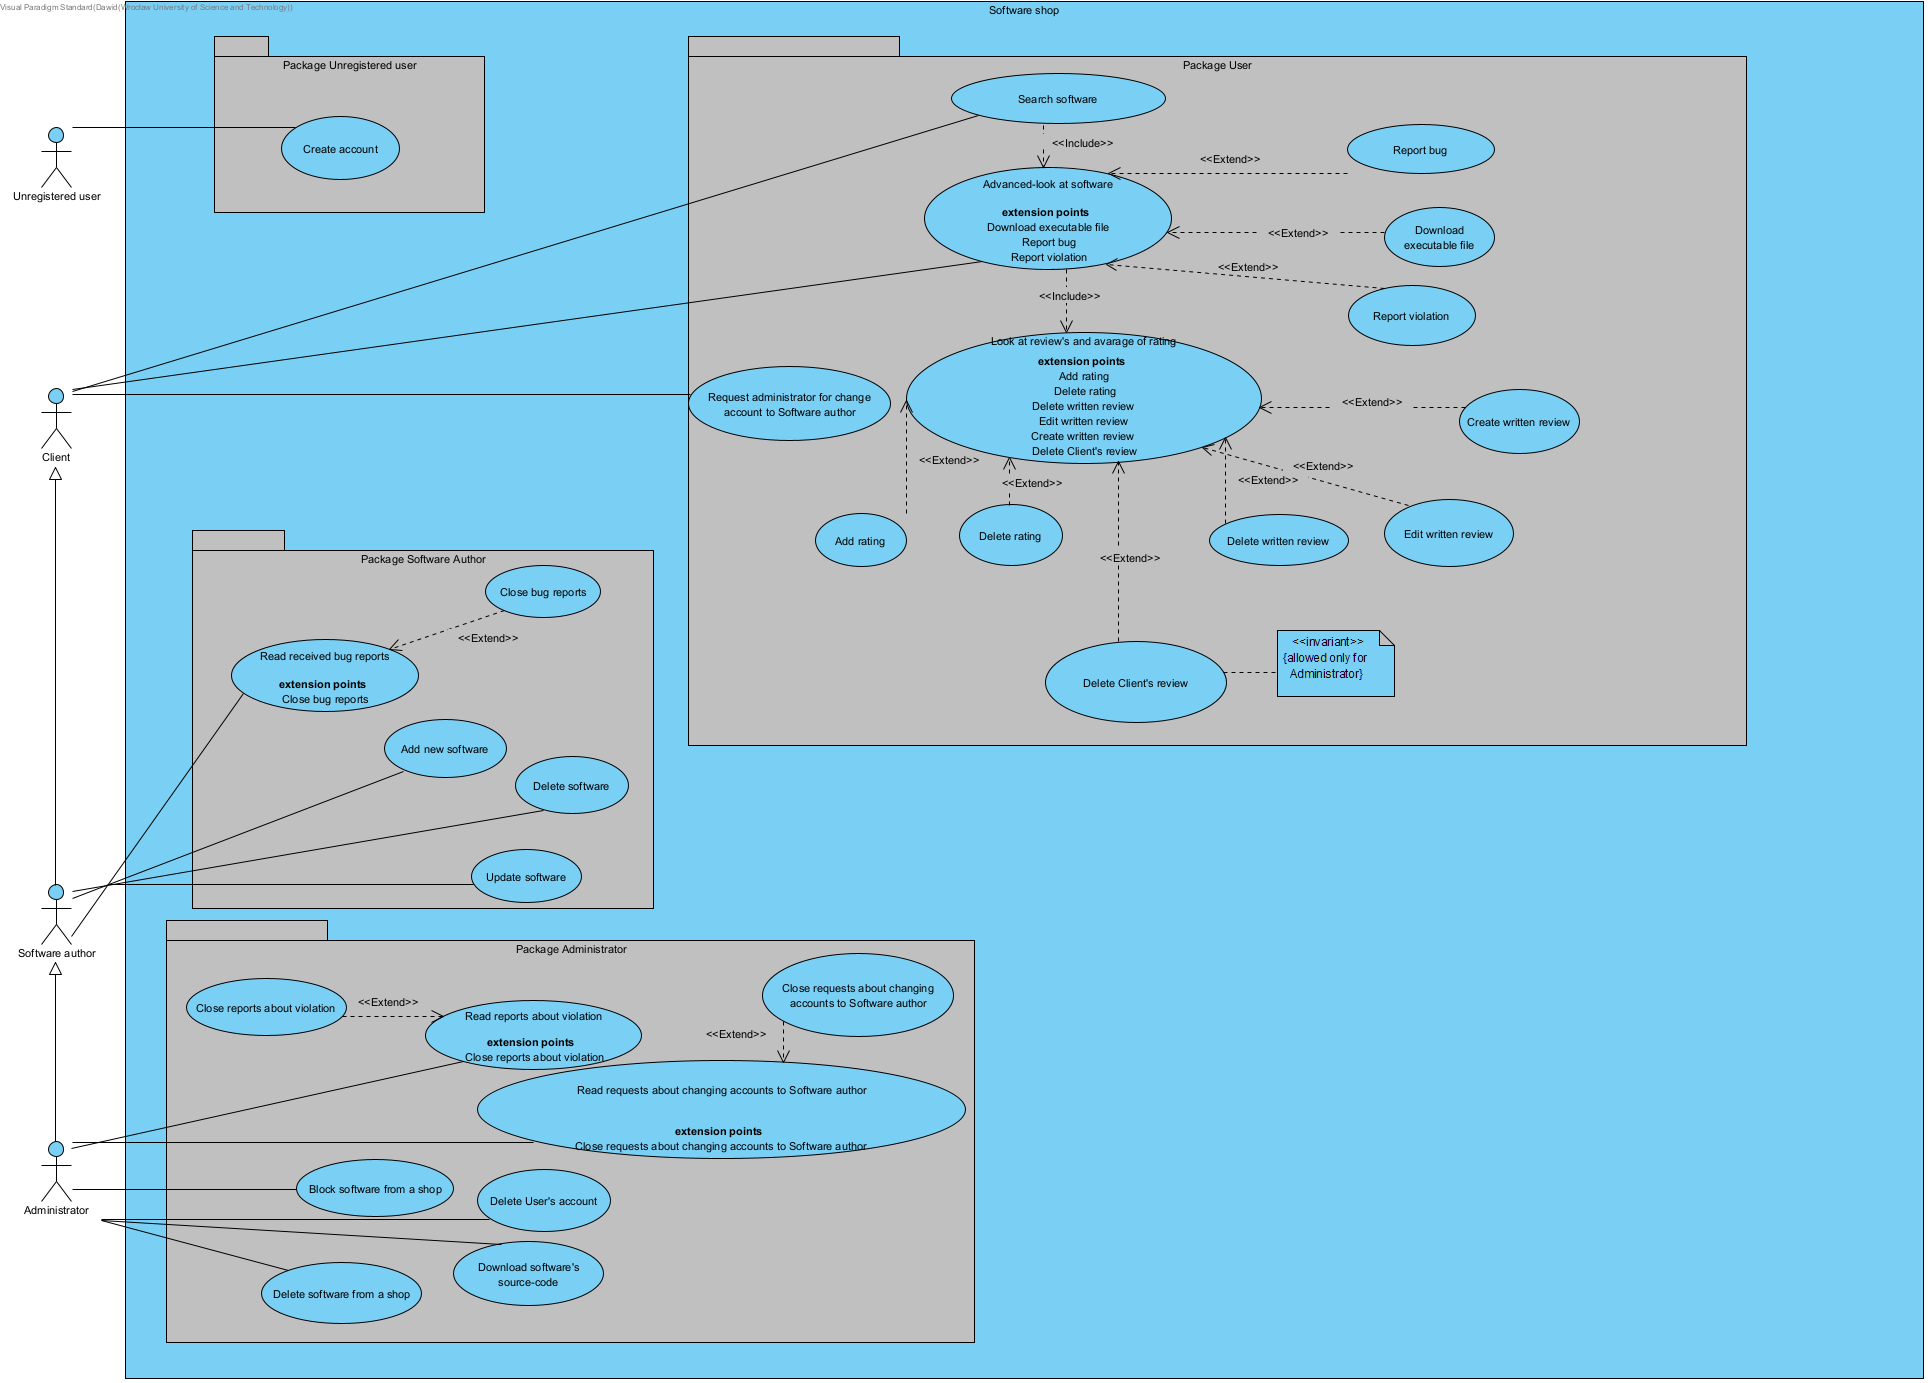 Visual Paradigm Standard(Dawid(Wroclaw University of Science and Technology))
Software shop
Package Unregistered user
Create account
Unregistered user
Package User
Search software
<<Include>>
Report bug
<<Extend>>
Advanced-look at software
extension points
Download executable file
Report bug
Report violation
<<Extend>>
Download
executable file
<<Extend>>
Report violation
<<Include>>
Look at review's and avarage of rating
extension points
Add rating
Delete rating
Delete written review
Edit written review
Create written review
Delete Client's review
Request administrator for change
account to Software author
Client
<<Extend>>
Create written review
<<Extend>>
<<Extend>>
<<Extend>>
<<Extend>>
Add rating
Delete rating
Delete written review
Edit written review
<<Extend>>
Delete Client's review
<<invariant>>
{allowed only for
Administrator}
Package Software Author
Close bug reports
<<Extend>>
Read received bug reports
extension points
Close bug reports
Add new software
Delete software
Update software
Software author
Package Administrator
Close reports about violation
<<Extend>>
Read reports about violation
extension points
Close reports about violation
Close requests about changing
accounts to Software author
<<Extend>>
Read requests about changing accounts to Software author
extension points
Close requests about changing accounts to Software author
Block software from a shop
Delete User's account
Administrator
Download software's
source-code
Delete software from a shop